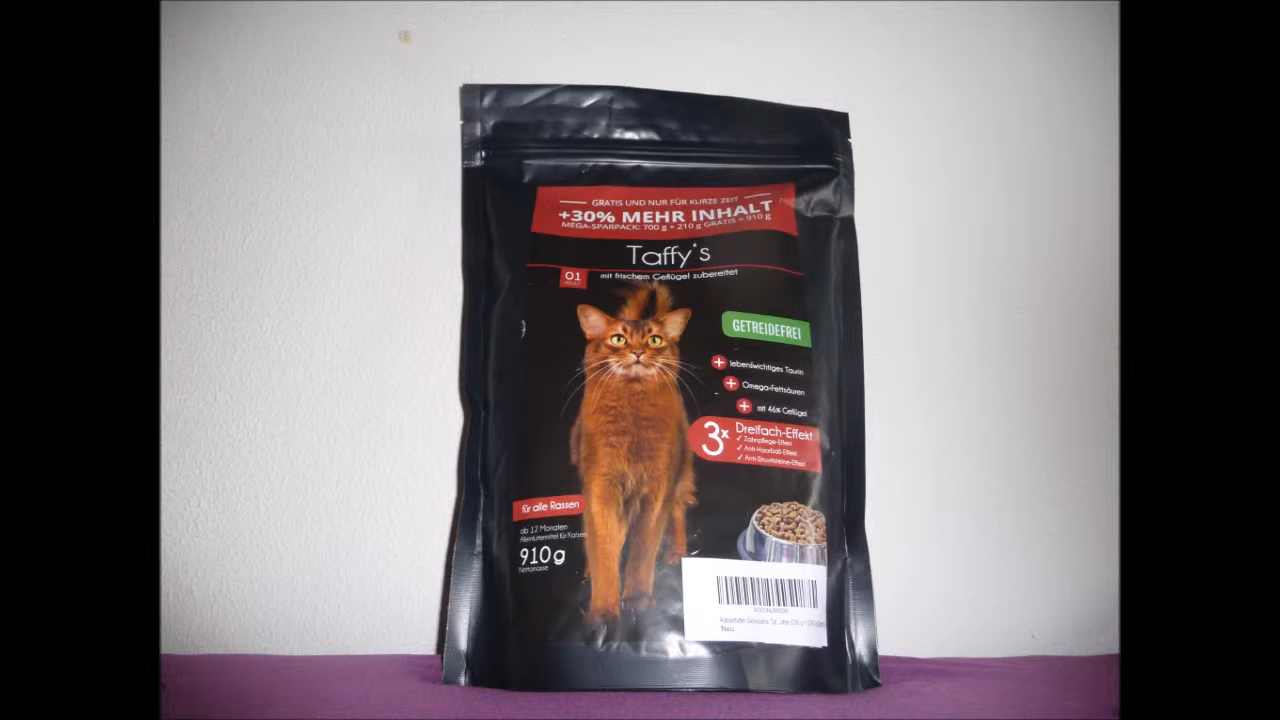 GRATIS UND NUR FÜR KURZE ZEIT
+30% MEHR INHALT
MEGA-SPARPACK: 700 g + 210 g GRATIS = 910 g
Taffy's
01
ADULT
mit frischem Geflügel zubereitet
GETREIDEFREI
+ lebenswichtiges Taurin
+ Omega-Fettsäuren
+ mit 46% Geflügel
3x Dreifach-Effekt
✓ Zahnpflege-Effekt
✓ Anti-Hairball-Effekt
✓ Anti-Struvitsteine-Effekt
für alle Rassen
ab 12 Monaten
Alleinfuttermittel für Katzen
910g
Nettomasse
Neu